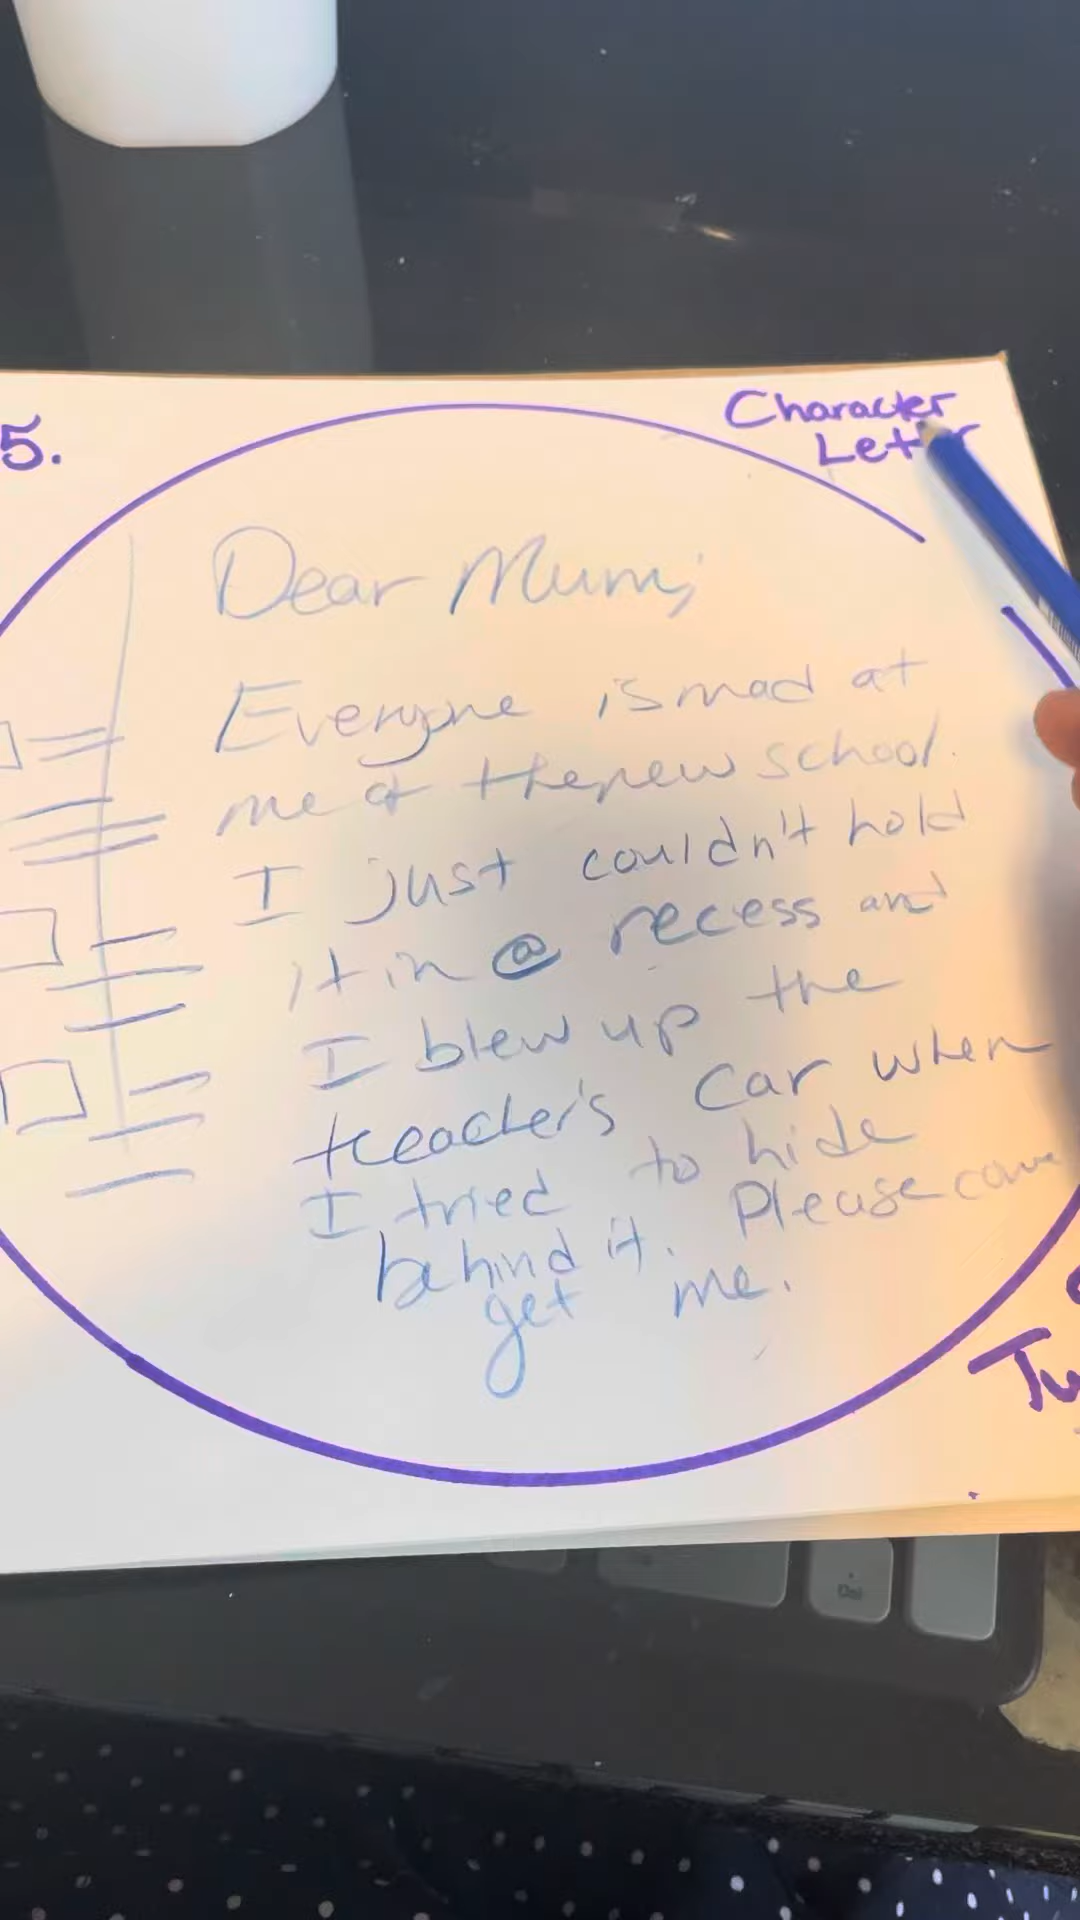 5.
Character
Letter
Dear Mum,
Everyone is mad at
me @ the new school.
I just couldn't hold
it in @ recess and
I blew up the
teacher's car when
I tried to hide
behind it. Please come
get me.
Del